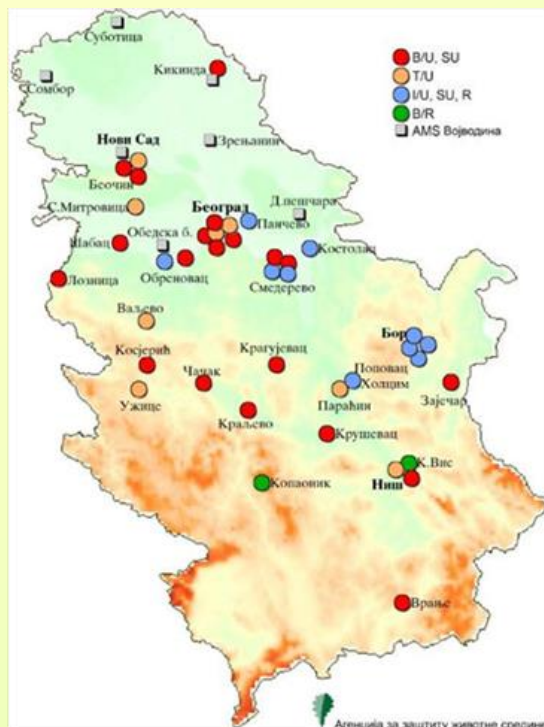 Суботица
Сомбор
Кикинда
B/U, SU
T/U
I/U, SU, R
B/R
AMS Војводина
Нови Сад
Зрењанин
Беочин
С.Митровица
Београд
Д.пешчара
Панчево
Шабац
Обедска б.
Костолац
Лозница
Обреновац
Смедерево
Ваљево
Бор
Косјерић
Крагујевац
Поповац
Чачак
Холцим
Зајечар
Ужице
Параћин
Краљево
Крушевац
К.Вис
Ниш
Копаоник
Врање
Агенција за заштиту животне средине